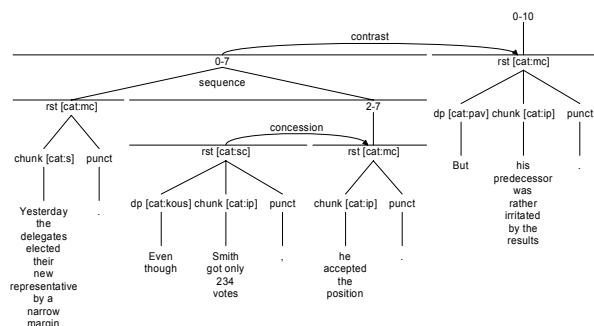 0-10
contrast
0-7
rst [cat:mc]
sequence
rst [cat:mc]
2-7
dp [cat:pav] chunk [cat:ip] punct
concession
rst [cat:sc]
rst [cat:mc]
chunk [cat:s] punct
But
his
predecessor
was
rather
irritated
by the
results
.
dp [cat:kous] chunk [cat:ip] punct
chunk [cat:ip] punct
Yesterday
the
delegates
elected
their
new
representative
by a
narrow
margin
.
Even
though
Smith
got only
234
votes
,
he
accepted
the
position
.